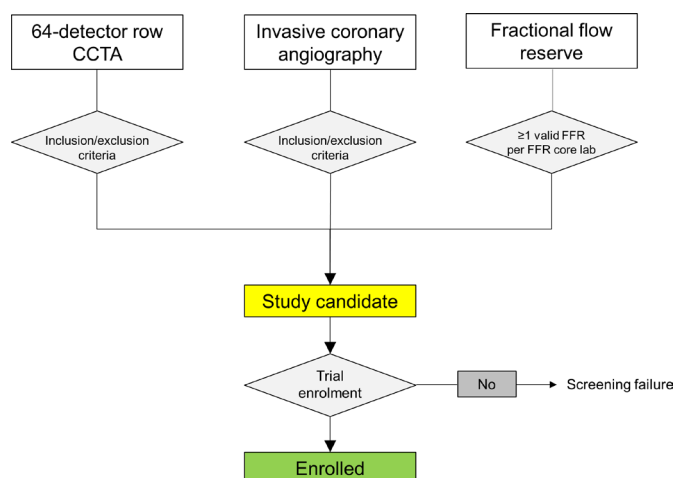 64-detector row
CCTA
Invasive coronary
angiography
Fractional flow
reserve
Inclusion/exclusion
criteria
Inclusion/exclusion
criteria
≥1 valid FFR
per FFR core lab
Study candidate
Trial
enrolment
No
Screening failure
Enrolled